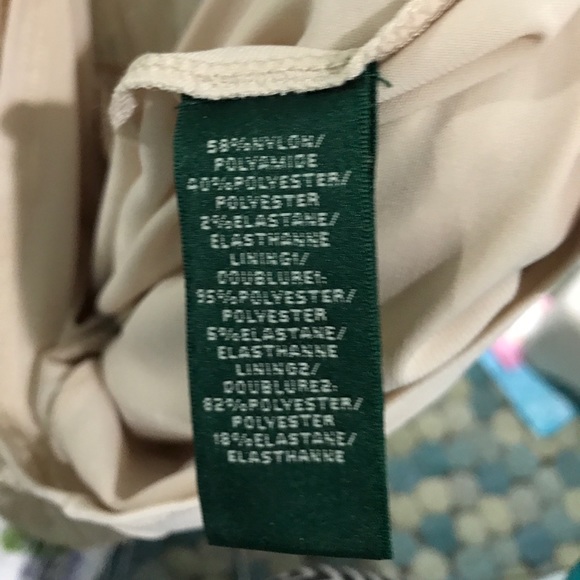 58%NYLON/
POLYAMIDE
40%POLYESTER/
POLYESTER
2%ELASTANE/
ELASTHANNE
LINING1/
DOUBLURE1:
95%POLYESTER/
POLYESTER
5%ELASTANE/
ELASTHANNE
LINING2/
DOUBLURE2:
82%POLYESTER/
POLYESTER
18%ELASTANE/
ELASTHANNE